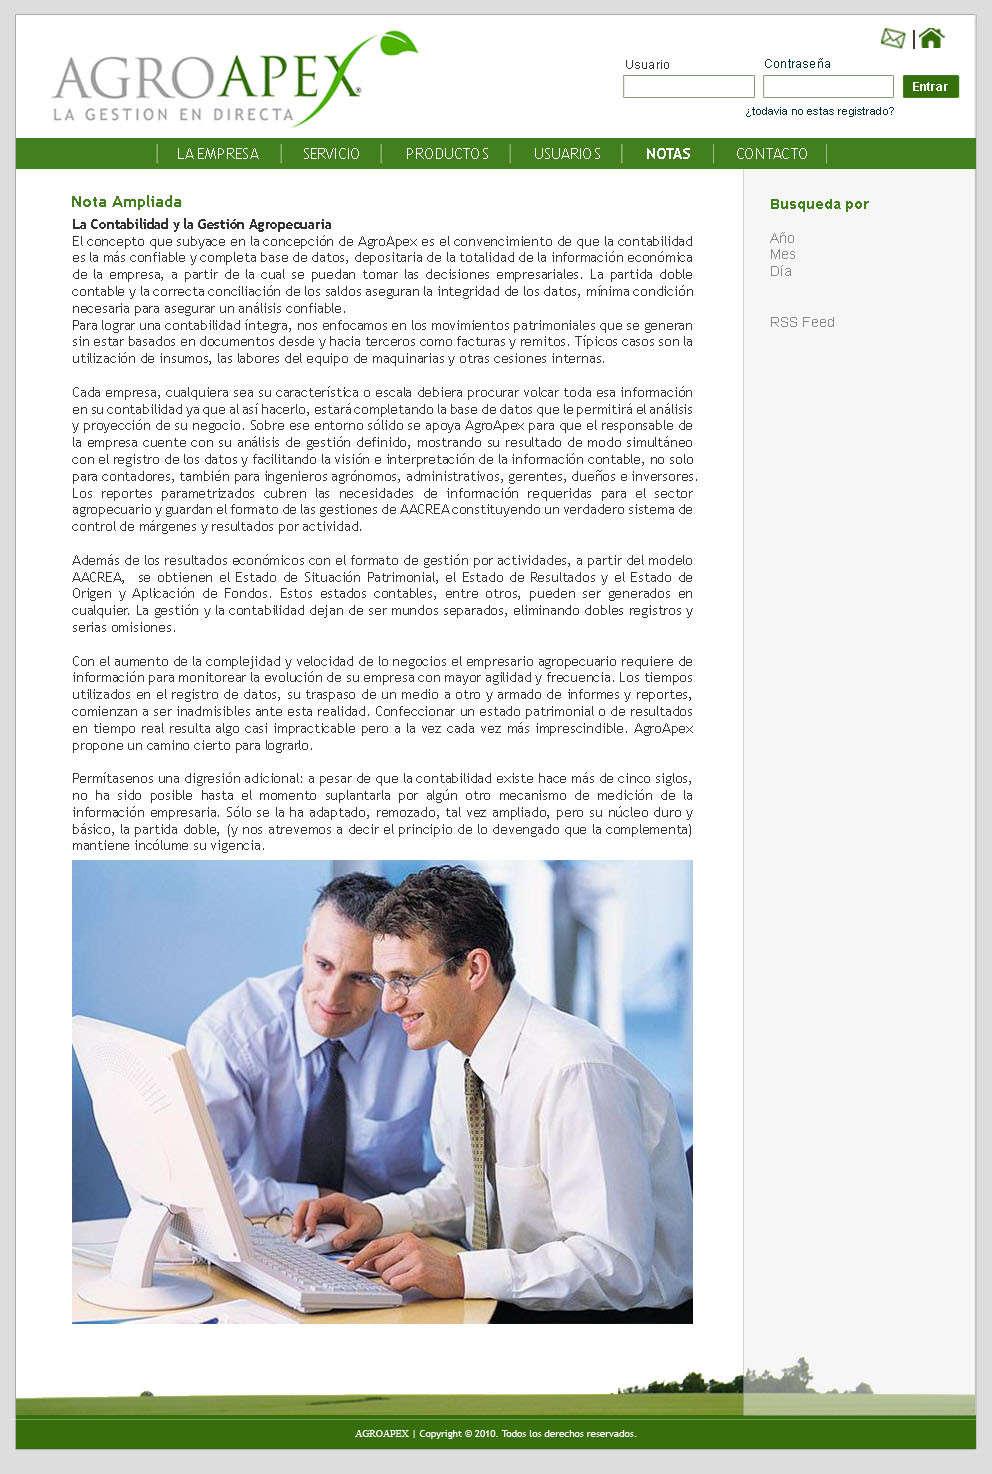 AGROAPEX®
LA GESTION EN DIRECTA
Usuario
Contraseña
Entrar
¿todavia no estas registrado?
LA EMPRESA
SERVICIO
PRODUCTOS
USUARIOS
NOTAS
CONTACTO
Nota Ampliada
La Contabilidad y la Gestión Agropecuaria
El concepto que subyace en la concepción de AgroApex es el convencimiento de que la contabilidad
es la más confiable y completa base de datos, depositaria de la totalidad de la información económica
de la empresa, a partir de la cual se puedan tomar las decisiones empresariales. La partida doble
contable y la correcta conciliación de los saldos aseguran la integridad de los datos, mínima condición
necesaria para asegurar un análisis confiable.
Para lograr una contabilidad íntegra, nos enfocamos en los movimientos patrimoniales que se generan
sin estar basados en documentos desde y hacia terceros como facturas y remitos. Típicos casos son la
utilización de insumos, las labores del equipo de maquinarias y otras cesiones internas.
Cada empresa, cualquiera sea su característica o escala debiera procurar volcar toda esa información
en su contabilidad ya que al así hacerlo, estará completando la base de datos que le permitirá el análisis
y proyección de su negocio. Sobre ese entorno sólido se apoya AgroApex para que el responsable de
la empresa cuente con su análisis de gestión definido, mostrando su resultado de modo simultáneo
con el registro de los datos y facilitando la visión e interpretación de la información contable, no solo
para contadores, también para ingenieros agrónomos, administrativos, gerentes, dueños e inversores.
Los reportes parametrizados cubren las necesidades de información requeridas para el sector
agropecuario y guardan el formato de las gestiones de AACREA constituyendo un verdadero sistema de
control de márgenes y resultados por actividad.
Además de los resultados económicos con el formato de gestión por actividades, a partir del modelo
AACREA, se obtienen el Estado de Situación Patrimonial, el Estado de Resultados y el Estado de
Origen y Aplicación de Fondos. Estos estados contables, entre otros, pueden ser generados en
cualquier. La gestión y la contabilidad dejan de ser mundos separados, eliminando dobles registros y
serias omisiones.
Con el aumento de la complejidad y velocidad de lo negocios el empresario agropecuario requiere de
información para monitorear la evolución de su empresa con mayor agilidad y frecuencia. Los tiempos
utilizados en el registro de datos, su traspaso de un medio a otro y armado de informes y reportes,
comienzan a ser inadmisibles ante esta realidad. Confeccionar un estado patrimonial o de resultados
en tiempo real resulta algo casi impracticable pero a la vez cada vez más imprescindible. AgroApex
propone un camino cierto para lograrlo.
Permítasenos una digresión adicional: a pesar de que la contabilidad existe hace más de cinco siglos,
no ha sido posible hasta el momento suplantarla por algún otro mecanismo de medición de la
información empresaria. Sólo se la ha adaptado, remozado, tal vez ampliado, pero su núcleo duro y
básico, la partida doble, (y nos atrevemos a decir el principio de lo devengado que la complementa)
mantiene incólume su vigencia.
Busqueda por
Año
Mes
Día
RSS Feed
AGROAPEX | Copyright © 2010. Todos los derechos reservados.